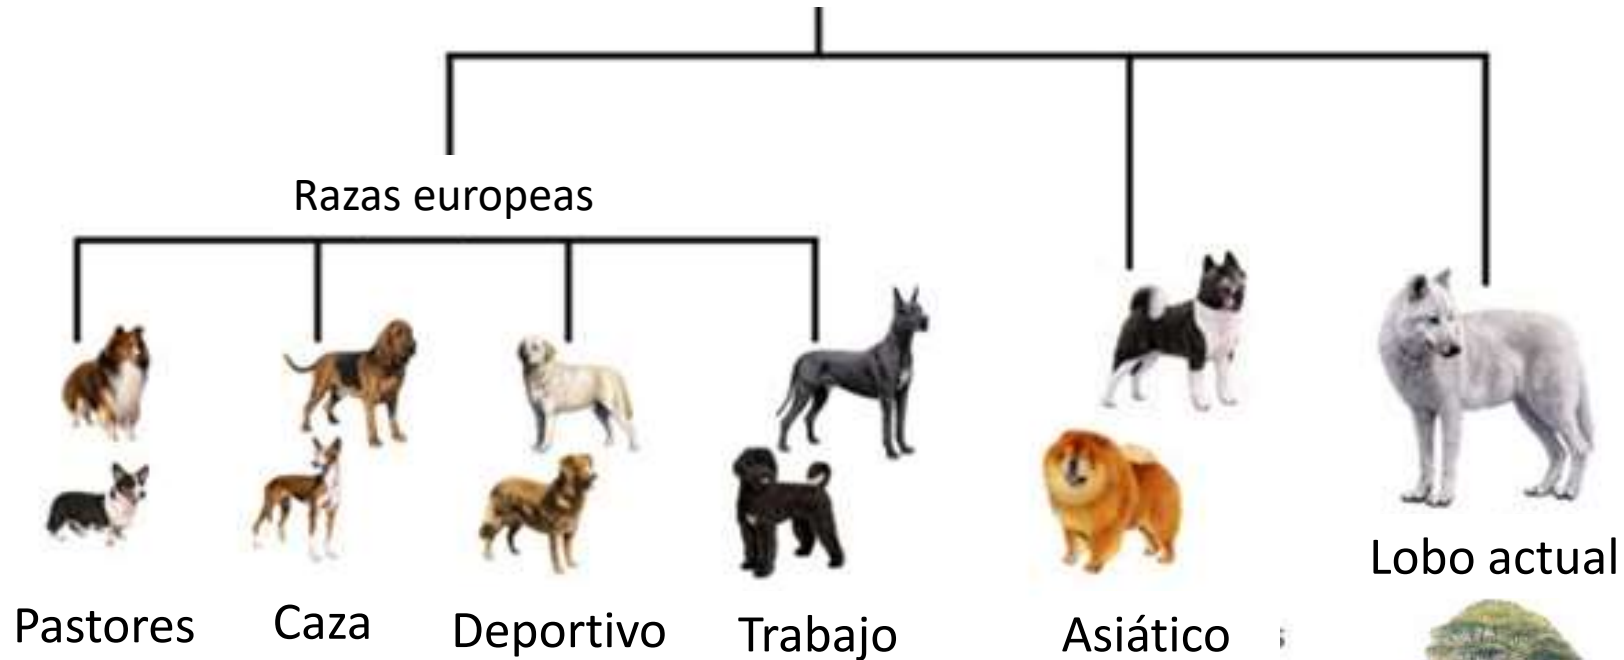 Razas europeas
Lobo actual
Pastores
Caza
Deportivo
Trabajo
Asiático